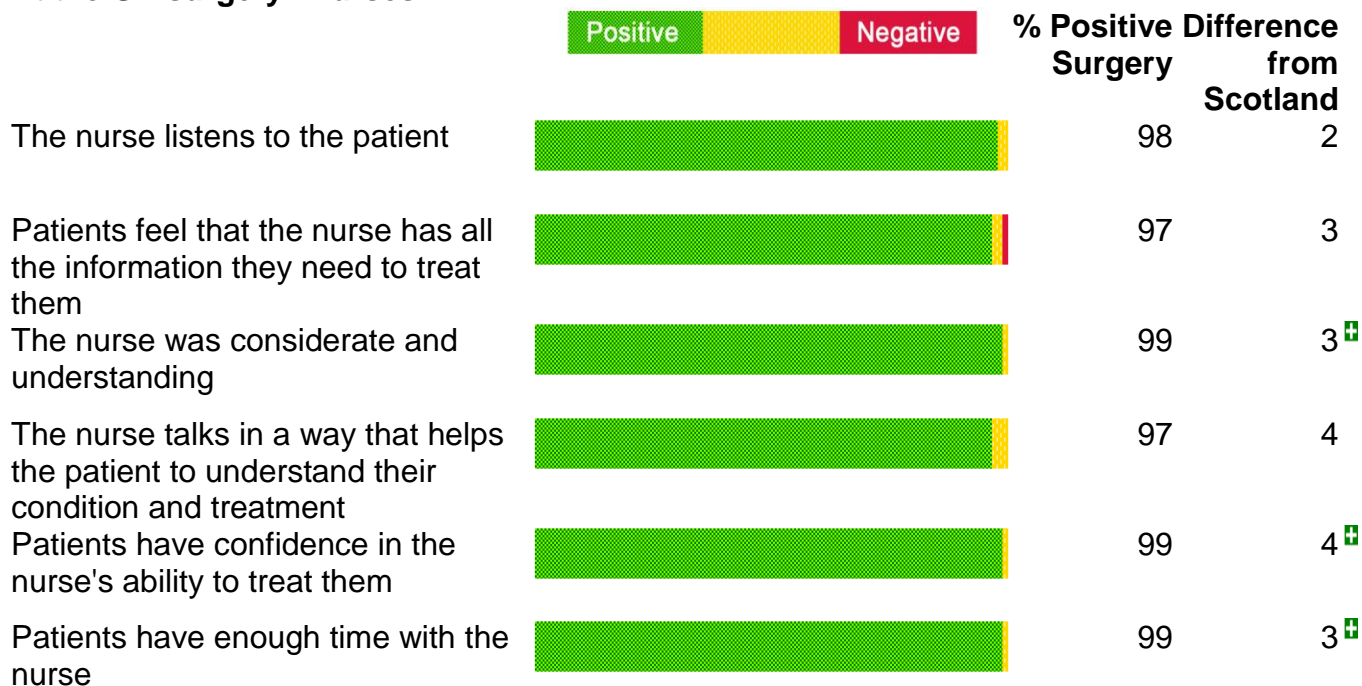 Positive Negative % Positive Difference
Surgery from
Scotland
The nurse listens to the patient 98 2
Patients feel that the nurse has all 97 3
the information they need to treat
them
The nurse was considerate and 99 3 +
understanding
The nurse talks in a way that helps 97 4
the patient to understand their
condition and treatment
Patients have confidence in the 99 4 +
nurse's ability to treat them
Patients have enough time with the 99 3 +
nurse